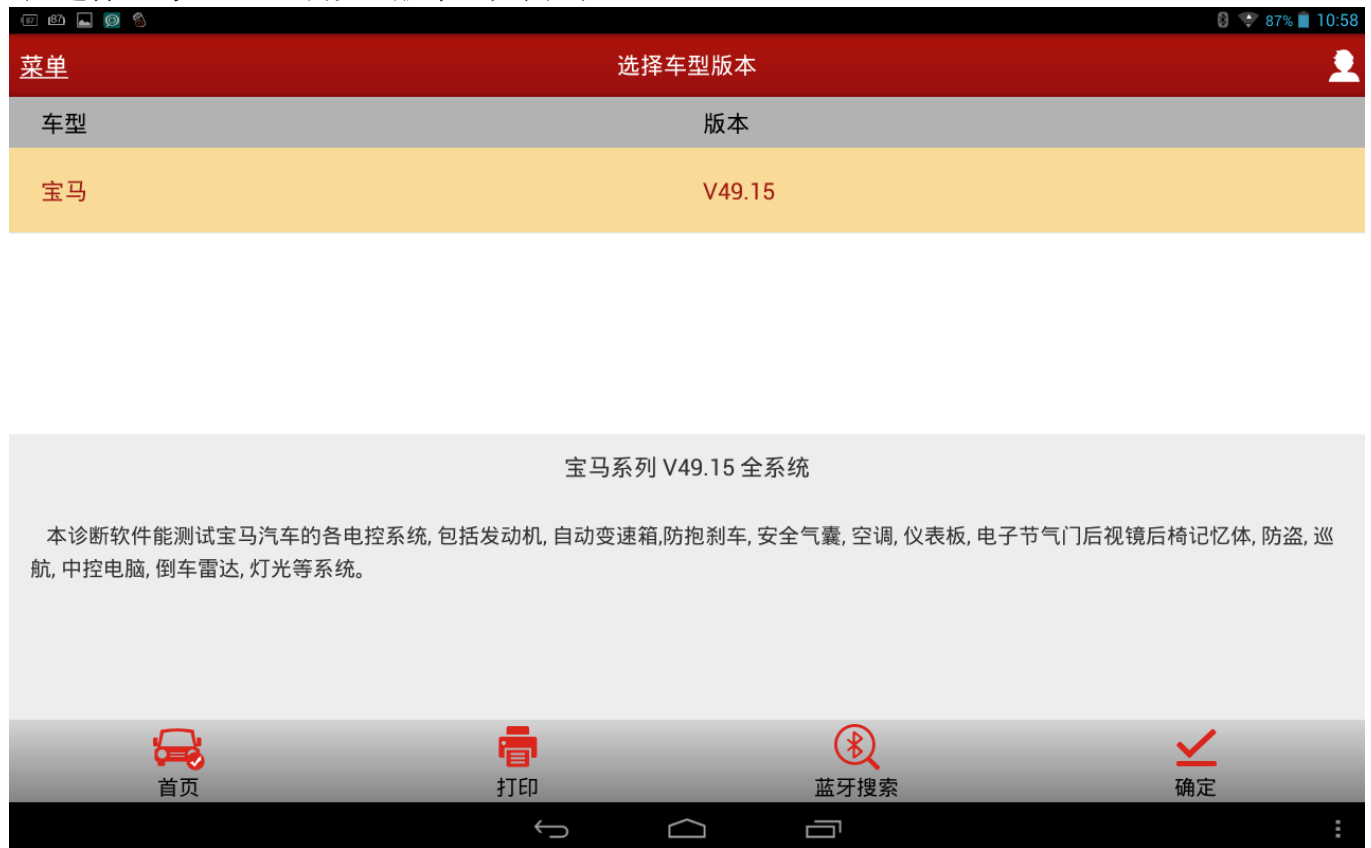 87%
10:58
菜单
选择车型版本
车型
版本
宝马
V49.15
宝马系列 V49.15 全系统
本诊断软件能测试宝马汽车的各电控系统, 包括发动机, 自动变速箱,防抱刹车, 安全气囊, 空调, 仪表板, 电子节气门后视镜后椅记忆体, 防盗, 巡
航, 中控电脑, 倒车雷达, 灯光等系统。
首页
打印
蓝牙搜索
确定